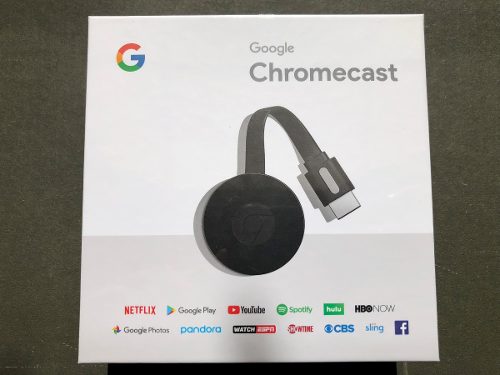 G Google
Chromecast
NETFLIX Google Play YouTube Spotify hulu HBONOW
Google Photos pandora WATCH ESPN SHOWTIME CBS sling f